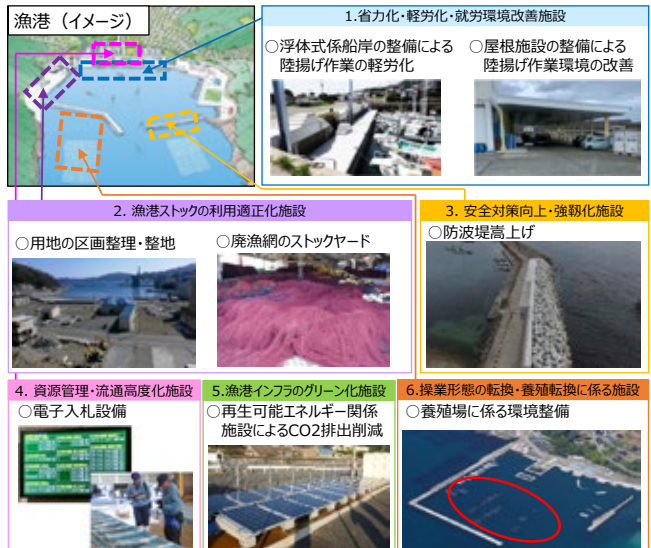 漁港（イメージ）
1.省力化・軽労化・就労環境改善施設
○浮体式係船岸の整備による
陸揚げ作業の軽労化
○屋根施設の整備による
陸揚げ作業環境の改善
2. 漁港ストックの利用適正化施設
○用地の区画整理・整地
○廃漁網のストックヤード
3. 安全対策向上・強靱化施設
○防波堤嵩上げ
4. 資源管理・流通高度化施設
○電子入札設備
5.漁港インフラのグリーン化施設
○再生可能エネルギー関係
施設によるCO2排出削減
6.操業形態の転換・養殖転換に係る施設
○養殖場に係る環境整備